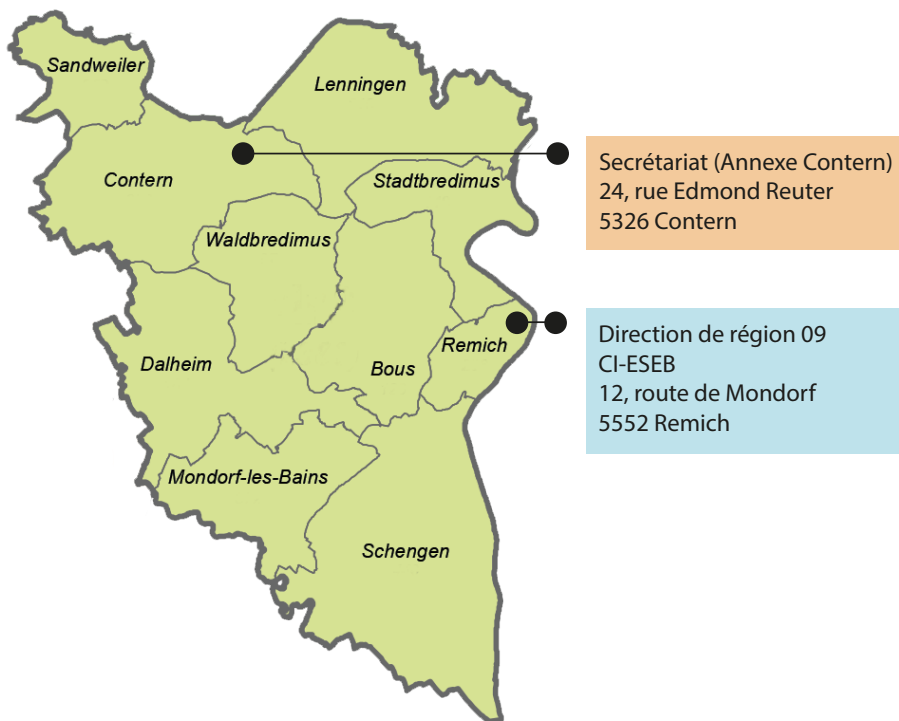 Sandweiler
Lenningen
Contern
Stadtbredimus
Waldbredimus
Dalheim
Bous
Remich
Mondorf-les-Bains
Schengen
Secrétariat (Annexe Contern)
24, rue Edmond Reuter
5326 Contern
Direction de région 09
CI-ESEB
12, route de Mondorf
5552 Remich